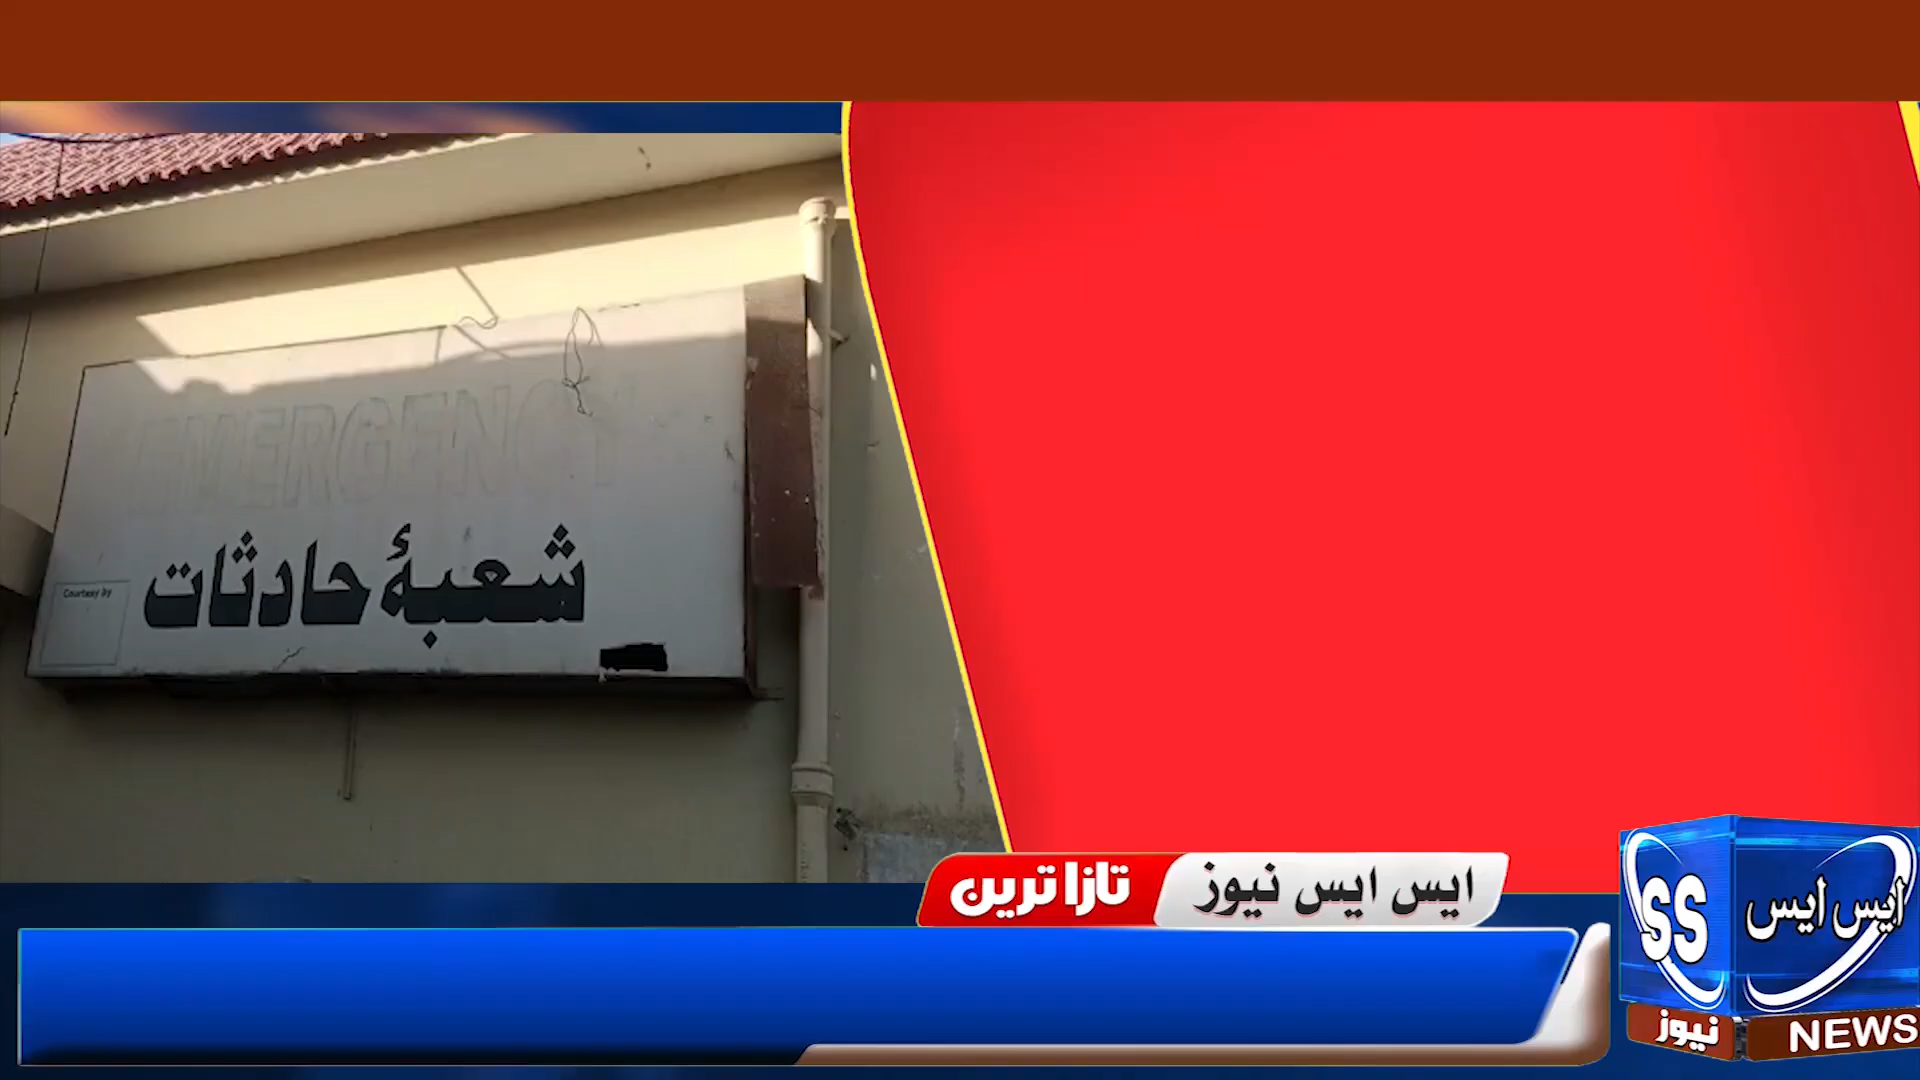 EMERGENCY
شعبۂ حادثات
Courtesy by
تازا ترین
ایس ایس نیوز
SS
ایس ایس
نیوز
NEWS